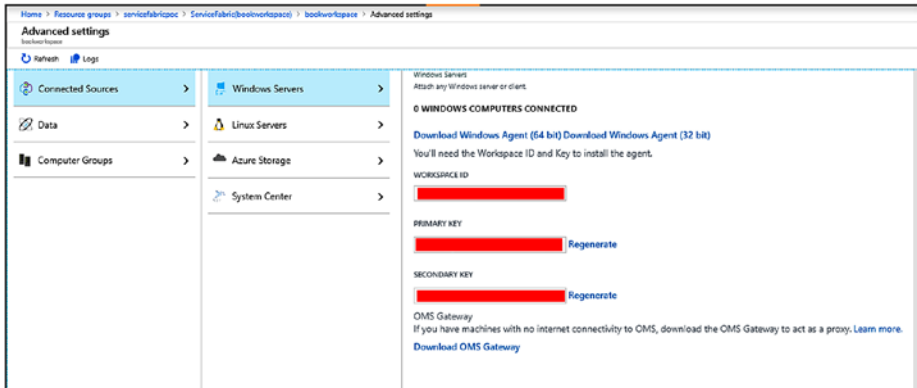 Home > Resource groups > servicefabricpoc > ServiceFabric(bookworkspace) > bookworkspace > Advanced settings
Advanced settings
bookworkspace
Refresh Logs
Connected Sources >
Data >
Computer Groups >
Windows Servers >
Linux Servers >
Azure Storage >
System Center >
Windows Servers
Attach any Windows server or client.
0 WINDOWS COMPUTERS CONNECTED
Download Windows Agent (64 bit) Download Windows Agent (32 bit)
You'll need the Workspace ID and Key to install the agent.
WORKSPACE ID
PRIMARY KEY
Regenerate
SECONDARY KEY
Regenerate
OMS Gateway
If you have machines with no internet connectivity to OMS, download the OMS Gateway to act as a proxy. Learn more.
Download OMS Gateway